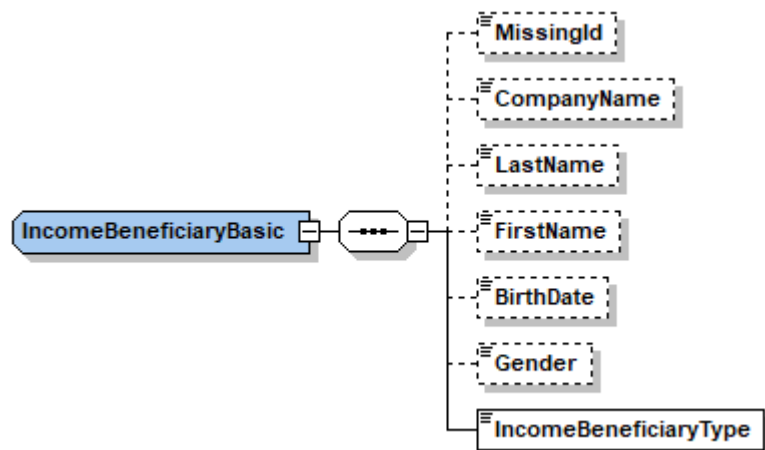 MissingId
CompanyName
LastName
IncomeBeneficiaryBasic
FirstName
BirthDate
Gender
IncomeBeneficiaryType